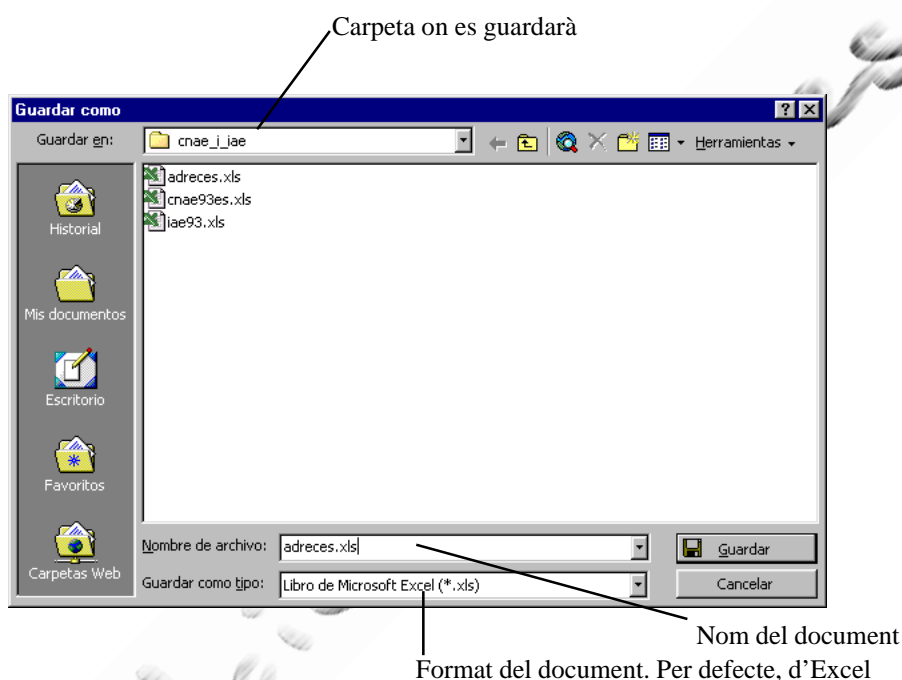 Carpeta on es guardarà
Guardar como
Guardar en: cnae_i_iae Herramientas
adreces.xls
cnae93es.xls
iae93.xls
Historial
Mis documentos
Escritorio
Favoritos
Carpetas Web
Nombre de archivo: adreces.xls Guardar
Guardar como tipo: Libro de Microsoft Excel (*.xls) Cancelar
Nom del document
Format del document. Per defecte, d’Excel